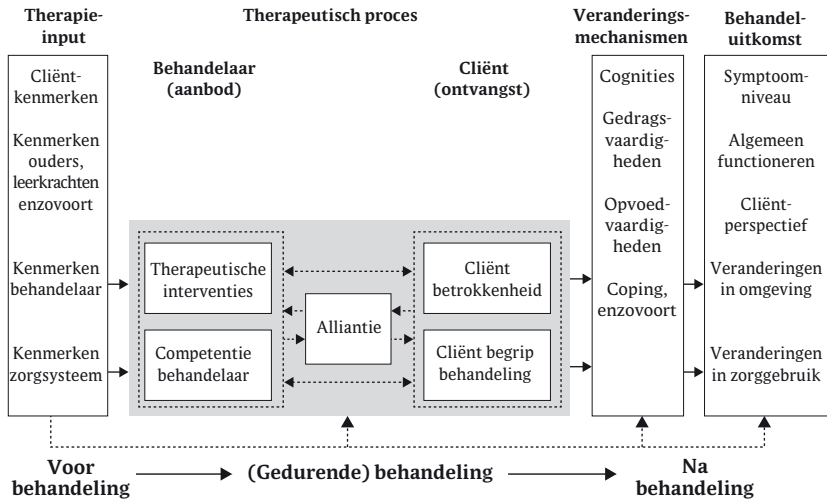 Therapie-
input
Therapeutisch proces
Veranderings-
mechanismen
Behandel-
uitkomst
Cliënt-
kenmerken
Kenmerken
ouders,
leerkrachten
enzovoort
Kenmerken
behandelaar
Kenmerken
zorgsysteem
Behandelaar
(aanbod)
Cliënt
(ontvangst)
Therapeutische
interventies
Competentie
behandelaar
Alliantie
Cliënt
betrokkenheid
Cliënt begrip
behandeling
Cognities
Gedrags-
vaardig-
heden
Opvoed-
vaardig-
heden
Coping,
enzovoort
Symptoom-
niveau
Algemeen
functioneren
Cliënt-
perspectief
Veranderingen
in omgeving
Veranderingen
in zorggebruik
Voor
behandeling
(Gedurende) behandeling
Na
behandeling